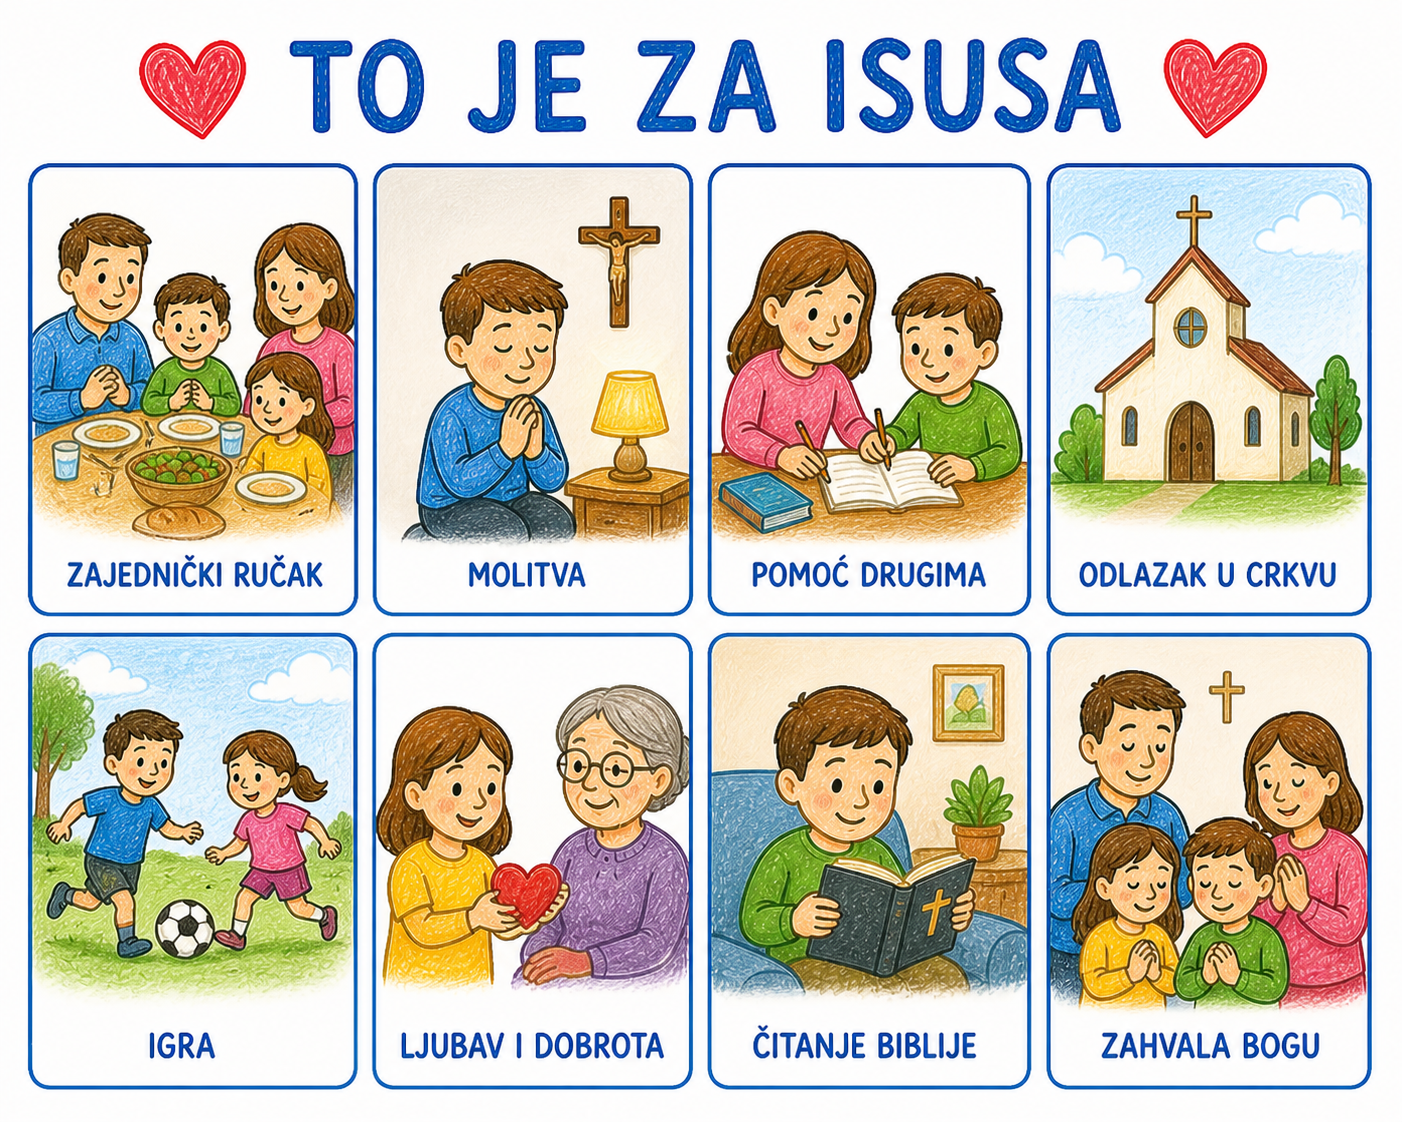 TO JE ZA ISUSA
ZAJEDNIČKI RUČAK
MOLITVA
POMOĆ DRUGIMA
ODLAZAK U CRKVU
IGRA
LJUBAV I DOBROTA
ČITANJE BIBLIJE
ZAHVALA BOGU